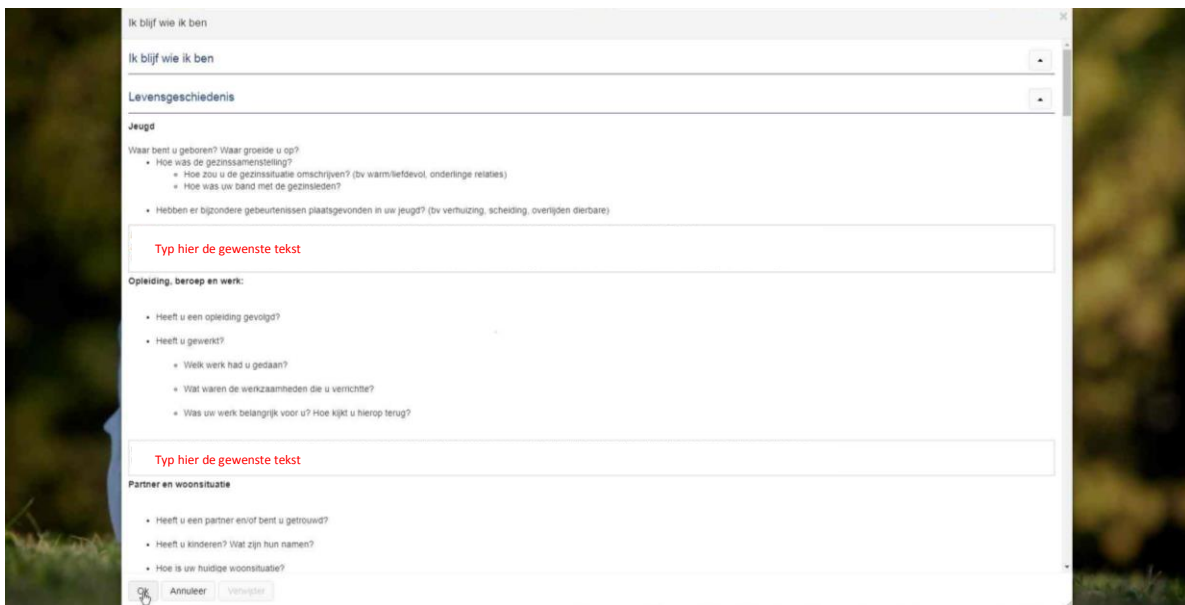 Ik blijf wie ik ben
Ik blijf wie ik ben
Levensgeschiedenis
Jeugd
Waar bent u geboren? Waar groeide u op?
Hoe was de gezinssamenstelling?
Hoe zou u de gezinssituatie omschrijven? (bv warm/liefdevol, onderlinge relaties)
Hoe was uw band met de gezinsleden?
Hebben er bijzondere gebeurtenissen plaatsgevonden in uw jeugd? (bv verhuizing, scheiding, overlijden dierbare)
Typ hier de gewenste tekst
Opleiding, beroep en werk:
Heeft u een opleiding gevolgd?
Heeft u gewerkt?
Welk werk had u gedaan?
Wat waren de werkzaamheden die u verrichtte?
Was uw werk belangrijk voor u? Hoe kijkt u hierop terug?
Typ hier de gewenste tekst
Partner en woonsituatie
Heeft u een partner en/of bent u getrouwd?
Heeft u kinderen? Wat zijn hun namen?
Hoe is uw huidige woonsituatie?
Ok Annuleer Verwijder